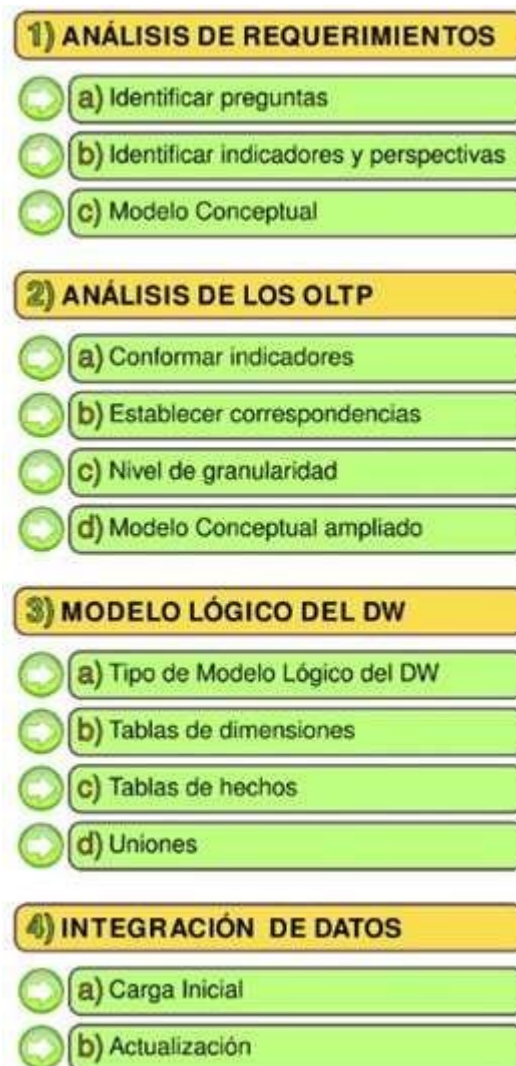 1) ANÁLISIS DE REQUERIMIENTOS
a) Identificar preguntas
b) Identificar indicadores y perspectivas
c) Modelo Conceptual
2) ANÁLISIS DE LOS OLTP
a) Conformar indicadores
b) Establecer correspondencias
c) Nivel de granularidad
d) Modelo Conceptual ampliado
3) MODELO LÓGICO DEL DW
a) Tipo de Modelo Lógico del DW
b) Tablas de dimensiones
c) Tablas de hechos
d) Uniones
4) INTEGRACIÓN DE DATOS
a) Carga Inicial
b) Actualización